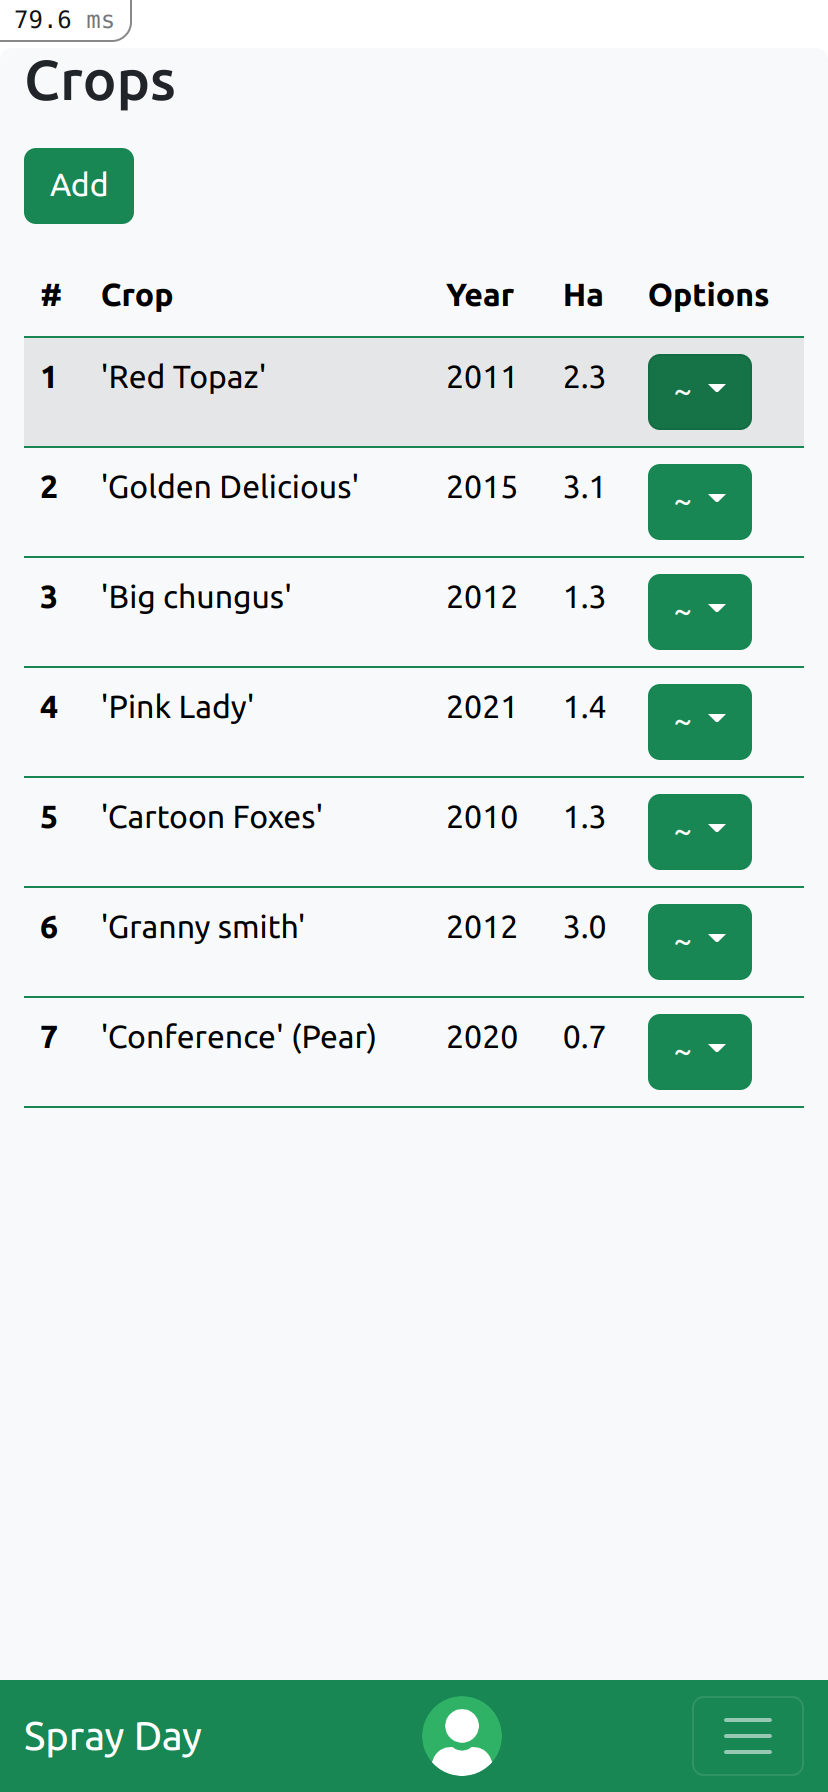 79.6 ms
Crops
Add
# Crop Year Ha Options
1 'Red Topaz' 2011 2.3 ~
2 'Golden Delicious' 2015 3.1 ~
3 'Big chungus' 2012 1.3 ~
4 'Pink Lady' 2021 1.4 ~
5 'Cartoon Foxes' 2010 1.3 ~
6 'Granny smith' 2012 3.0 ~
7 'Conference' (Pear) 2020 0.7 ~
Spray Day